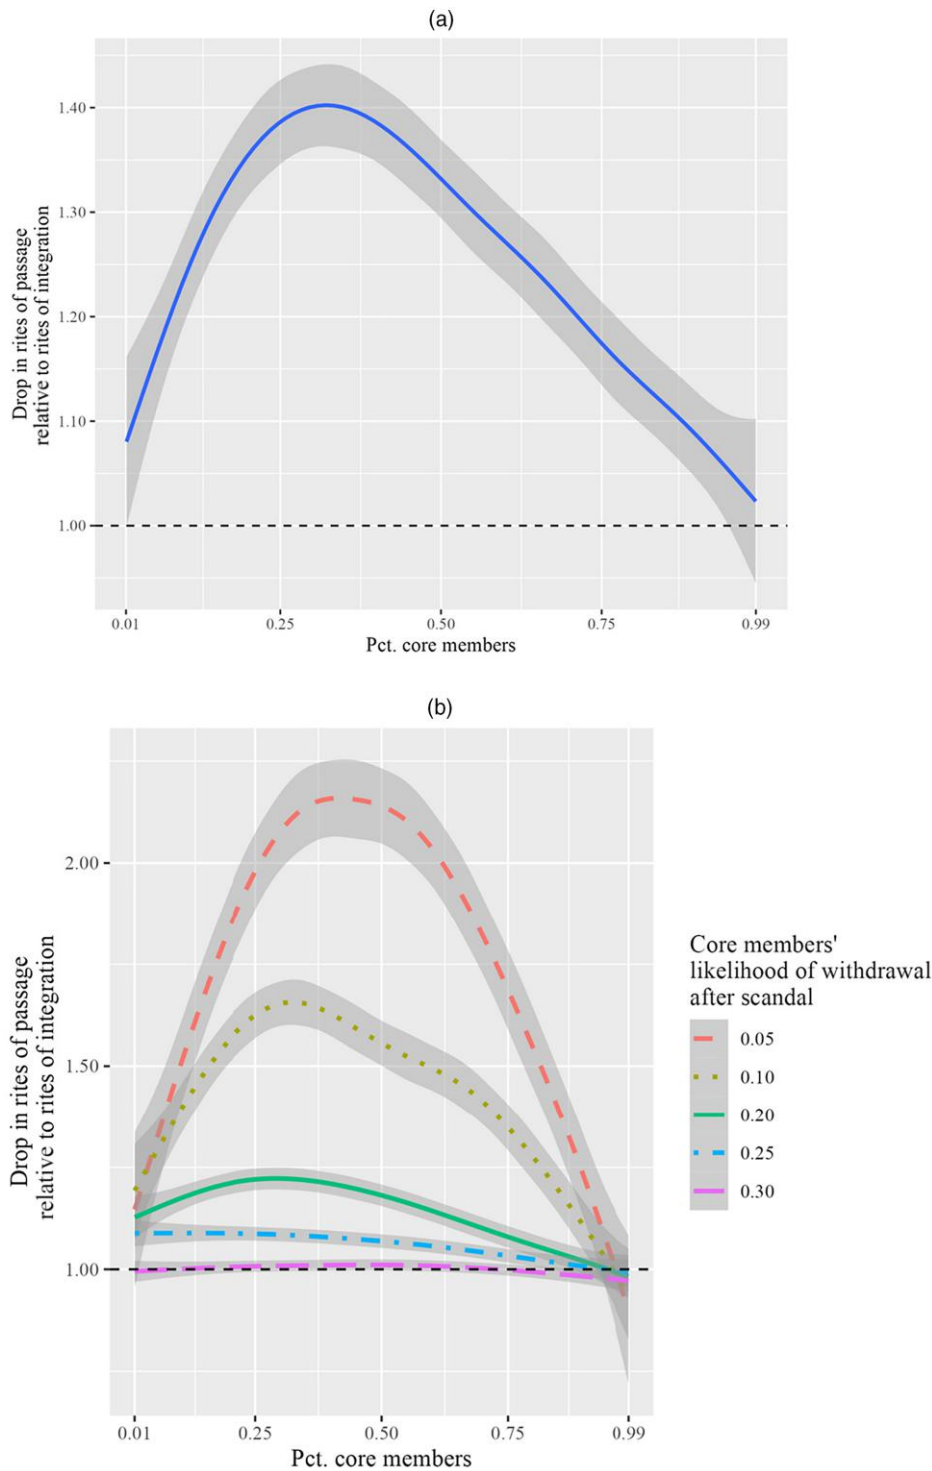 (a)
Drop in rites of passage
relative to rites of integration
1.40
1.30
1.20
1.10
1.00
0.01 0.25 0.50 0.75 0.99
Pct. core members
(b)
Drop in rites of passage
relative to rites of integration
2.00
1.50
1.00
0.01 0.25 0.50 0.75 0.99
Pct. core members
Core members'
likelihood of withdrawal
after scandal
0.05
0.10
0.20
0.25
0.30